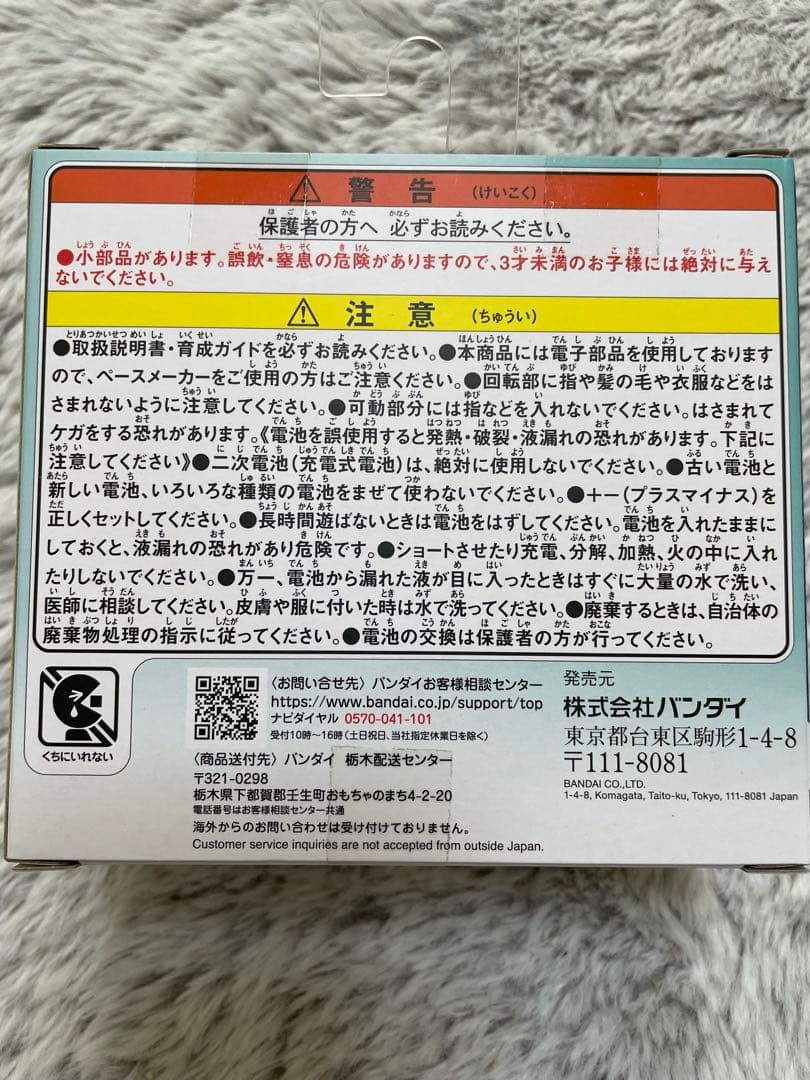 警告 (けいこく)
保護者の方へ 必ずお読みください。
●小部品があります。誤飲・窒息の危険がありますので、3才未満のお子様には絶対に与え
ないでください。
注意 (ちゅうい)
●取扱説明書・育成ガイドを必ずお読みください。●本商品には電子部品を使用しております
ので、ペースメーカーをご使用の方はご注意ください。●回転部に指や髪の毛や衣服などをは
さまれないように注意してください。●可動部分には指などを入れないでください。はさまれて
ケガをする恐れがあります。《電池を誤使用すると発熱・破裂・液漏れの恐れがあります。下記に
注意してください》●二次電池(充電式電池)は、絶対に使用しないでください。●古い電池と
新しい電池、いろいろな種類の電池をまぜて使わないでください。●+-(プラスマイナス)を
正しくセットしてください。●長時間遊ばないときは電池をはずしてください。電池を入れたままに
しておくと、液漏れの恐れがあり危険です。●ショートさせたり充電、分解、加熱、火の中に入れ
たりしないでください。●万一、電池から漏れた液が目に入ったときはすぐに大量の水で洗い、
医師に相談してください。皮膚や服に付いた時は水で洗ってください。●廃棄するときは、自治体の
廃棄物処理の指示に従ってください。●電池の交換は保護者の方が行ってください。
くちにいれない
〈お問い合せ先〉バンダイお客様相談センター
https://www.bandai.co.jp/support/top
ナビダイヤル 0570-041-101
受付10時～16時(土日祝日、当社指定休業日を除く)
〈商品送付先〉バンダイ 栃木配送センター
〒321-0298
栃木県下都賀郡壬生町おもちゃのまち4-2-20
電話番号はお客様相談センター共通
海外からのお問い合わせは受け付けておりません。
Customer service inquiries are not accepted from outside Japan.
発売元
株式会社バンダイ
東京都台東区駒形1-4-8
〒111-8081
BANDAI CO.,LTD.
1-4-8, Komagata, Taito-ku, Tokyo, 111-8081 Japan